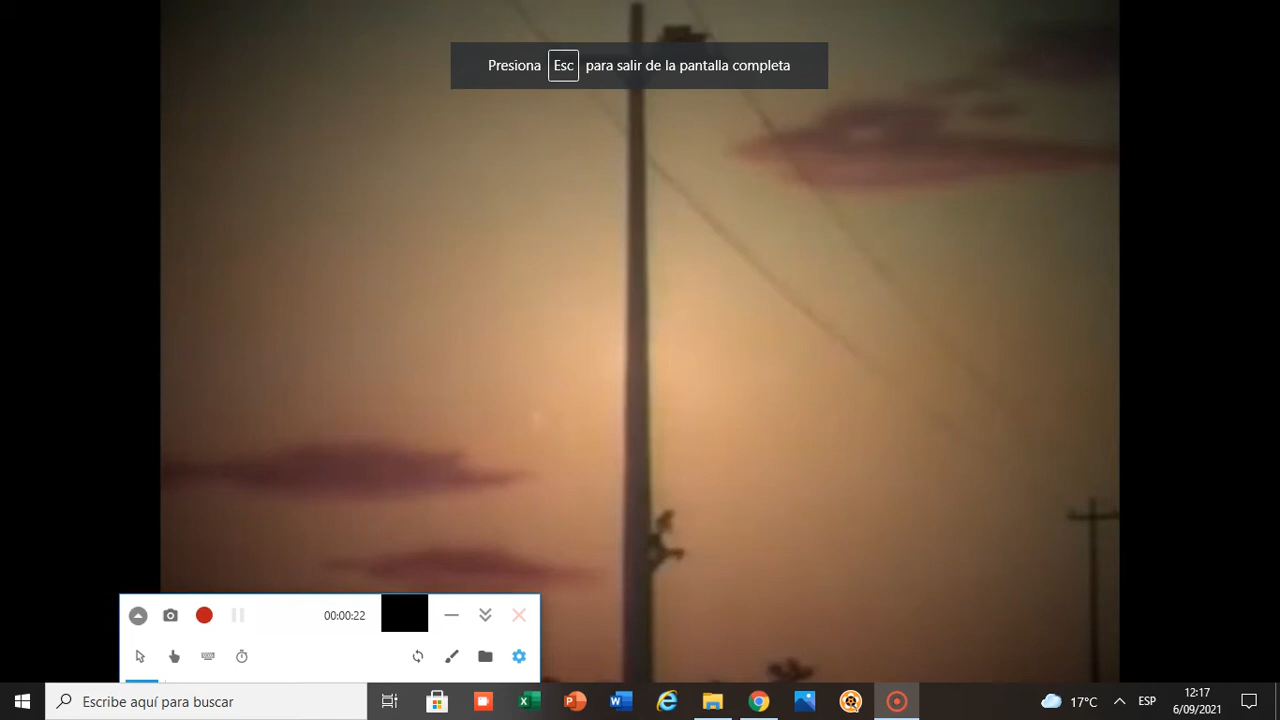 Presiona Esc para salir de la pantalla completa
00:00:22
Escribe aquí para buscar
17°C
ESP
12:17
6/09/2021